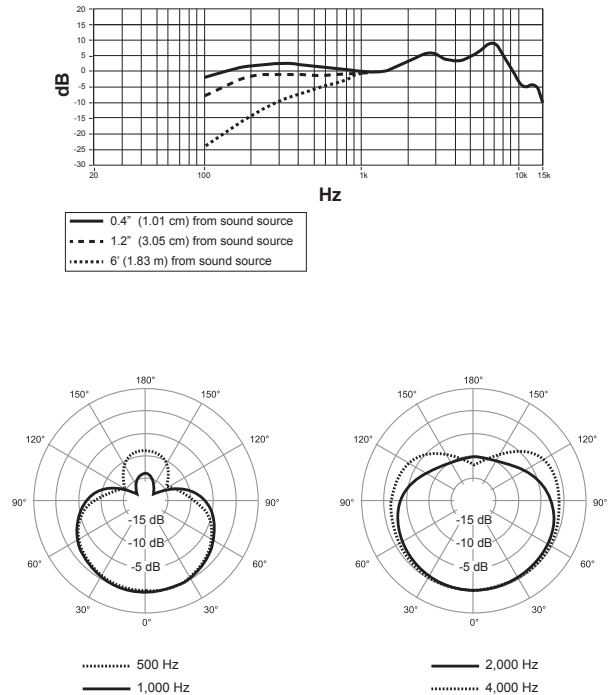 20
15
10
5
0
-5
-10
-15
-20
-25
-30
dB
20 100 1k 10k 15k
Hz
0.4” (1.01 cm) from sound source
1.2” (3.05 cm) from sound source
6’ (1.83 m) from sound source
180°
150° 150°
120° 120°
90° 90°
60° 60°
30° 30°
0°
-15 dB
-10 dB
-5 dB
500 Hz
1,000 Hz
180°
150° 150°
120° 120°
90° 90°
60° 60°
30° 30°
0°
-15 dB
-10 dB
-5 dB
2,000 Hz
4,000 Hz